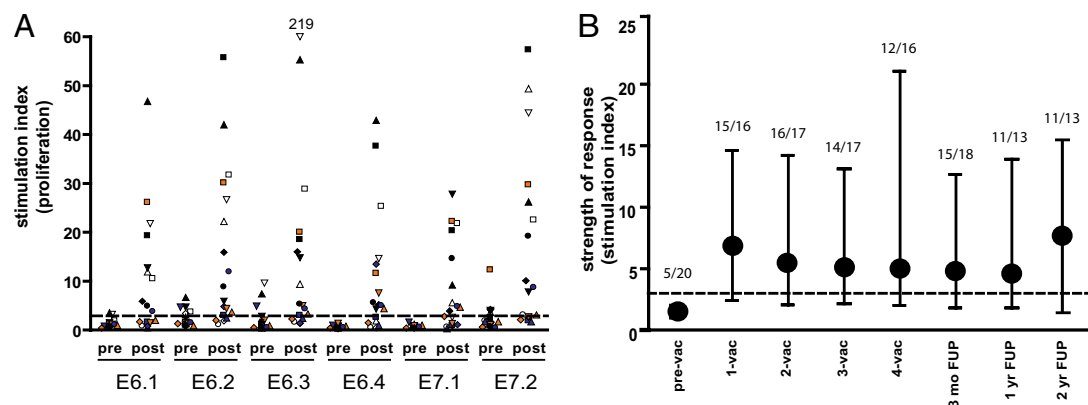 A
219
60
50
40
30
20
10
0
stimulation index
(proliferation)
pre post pre post pre post pre post pre post pre post
E6.1 E6.2 E6.3 E6.4 E7.1 E7.2
B
25
20
15
10
5
0
strength of response
(stimulation index)
5/20
15/16
16/17
14/17
12/16
15/18
11/13
11/13
pre-vac
1-vac
2-vac
3-vac
4-vac
mo FUP
1 yr FUP
2 yr FUP